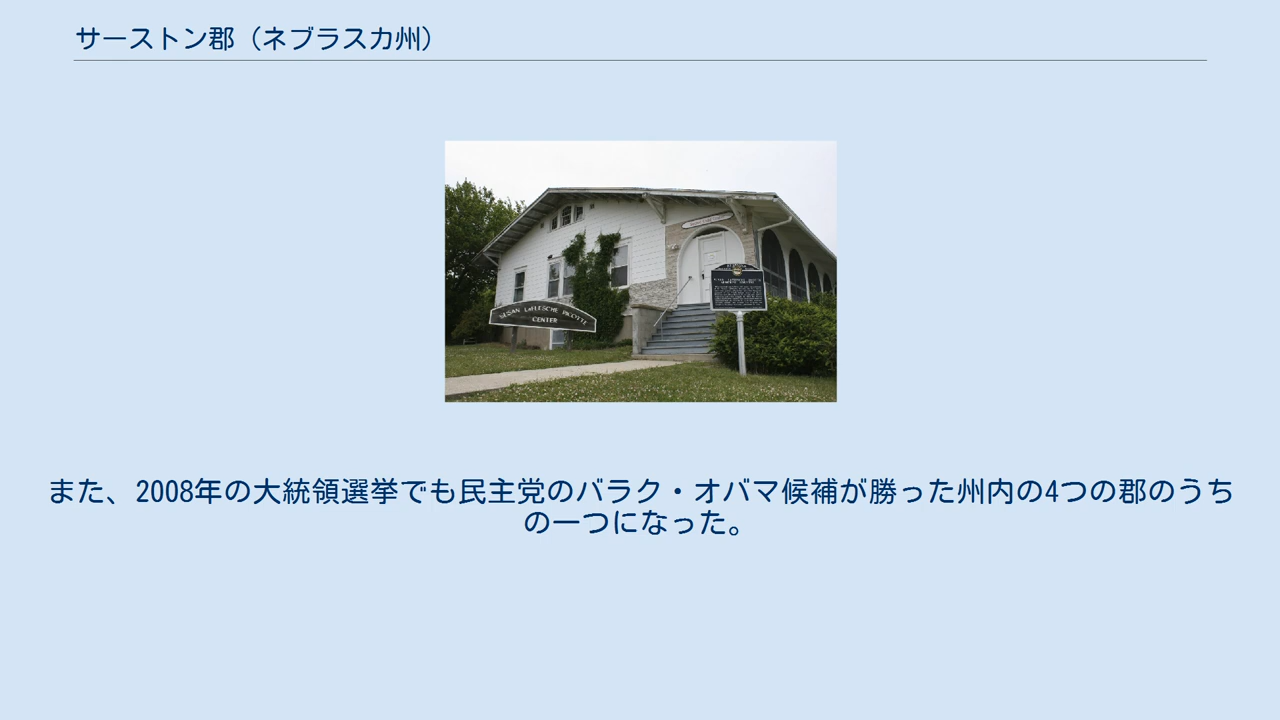 サーストン郡（ネブラスカ州）
SUSAN LaFLESCHE PICOTTE
CENTER
また、2008年の大統領選挙でも民主党のバラク・オバマ候補が勝った州内の4つの郡のうち
の一つになった。